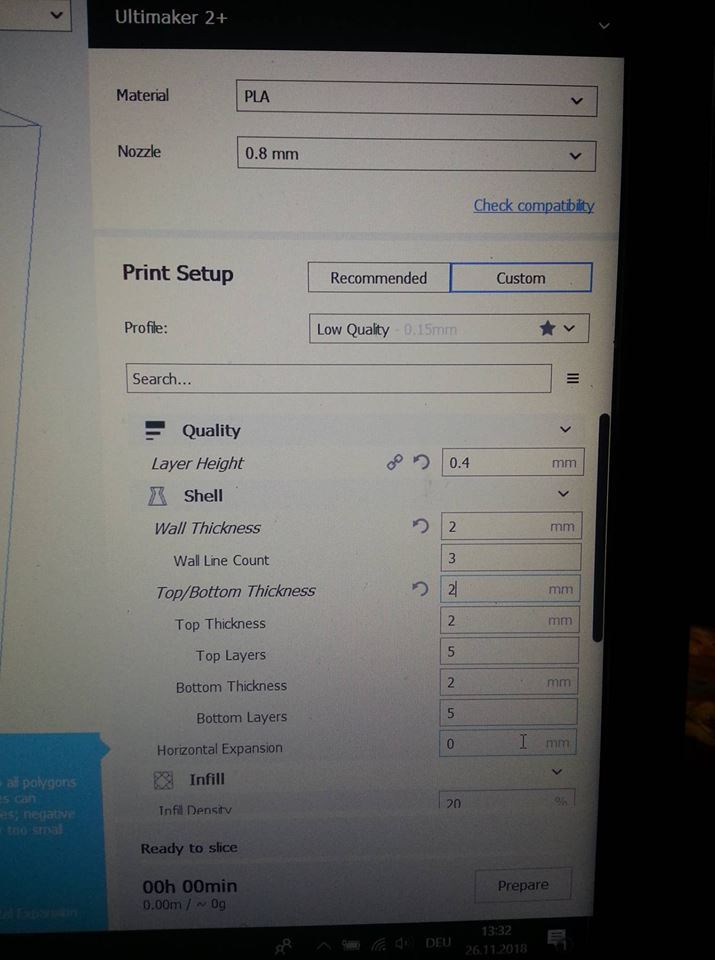 Ultimaker 2+
Material PLA
Nozzle 0.8 mm
Check compatibility
Print Setup Recommended Custom
Profile: Low Quality - 0.15mm
Search...
Quality
Layer Height 0.4 mm
Shell
Wall Thickness 2 mm
Wall Line Count 3
Top/Bottom Thickness 2 mm
Top Thickness 2 mm
Top Layers 5
Bottom Thickness 2 mm
Bottom Layers 5
Horizontal Expansion 0 mm
all polygons
es can
es; negative
too small
tal Expansion
Infill
Infill Density 20 %
Ready to slice
00h 00min
0.00m / ~ 0g
Prepare
DEU
13:32
26.11.2018
1